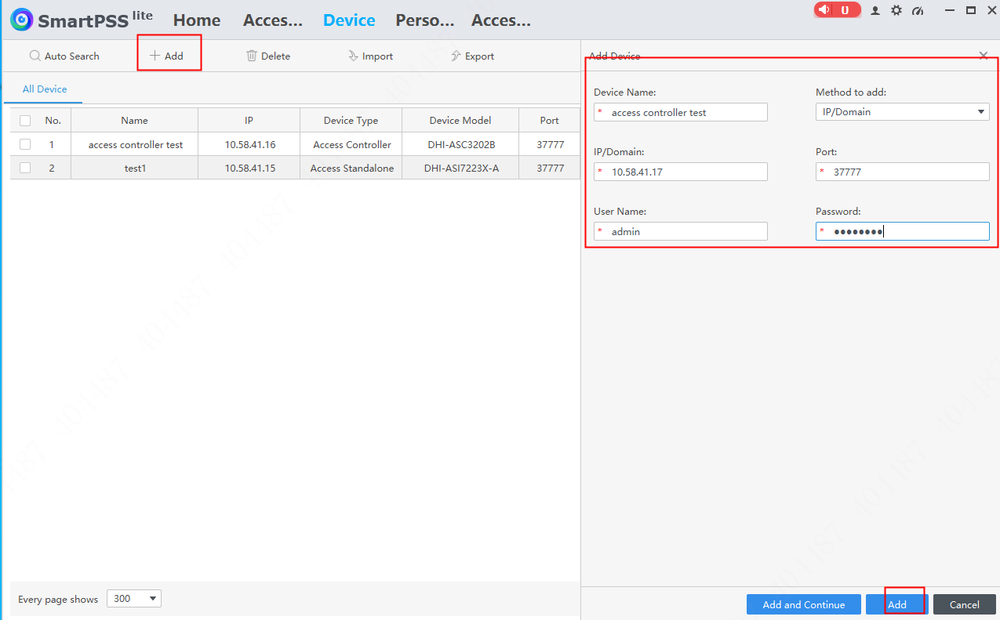 SmartPSS lite Home Acces... Device Perso... Acces... U
Auto Search Add Delete Import Export
All Device
No. Name IP Device Type Device Model Port
1 access controller test 10.58.41.16 Access Controller DHI-ASC3202B 37777
2 test1 10.58.41.15 Access Standalone DHI-ASI7223X-A 37777
Every page shows 300
Add Device
Device Name: Method to add:
* access controller test IP/Domain
IP/Domain: Port:
* 10.58.41.17 * 37777
User Name: Password:
* admin * ●●●●●●●●
Add and Continue Add Cancel
404487 404487 404487